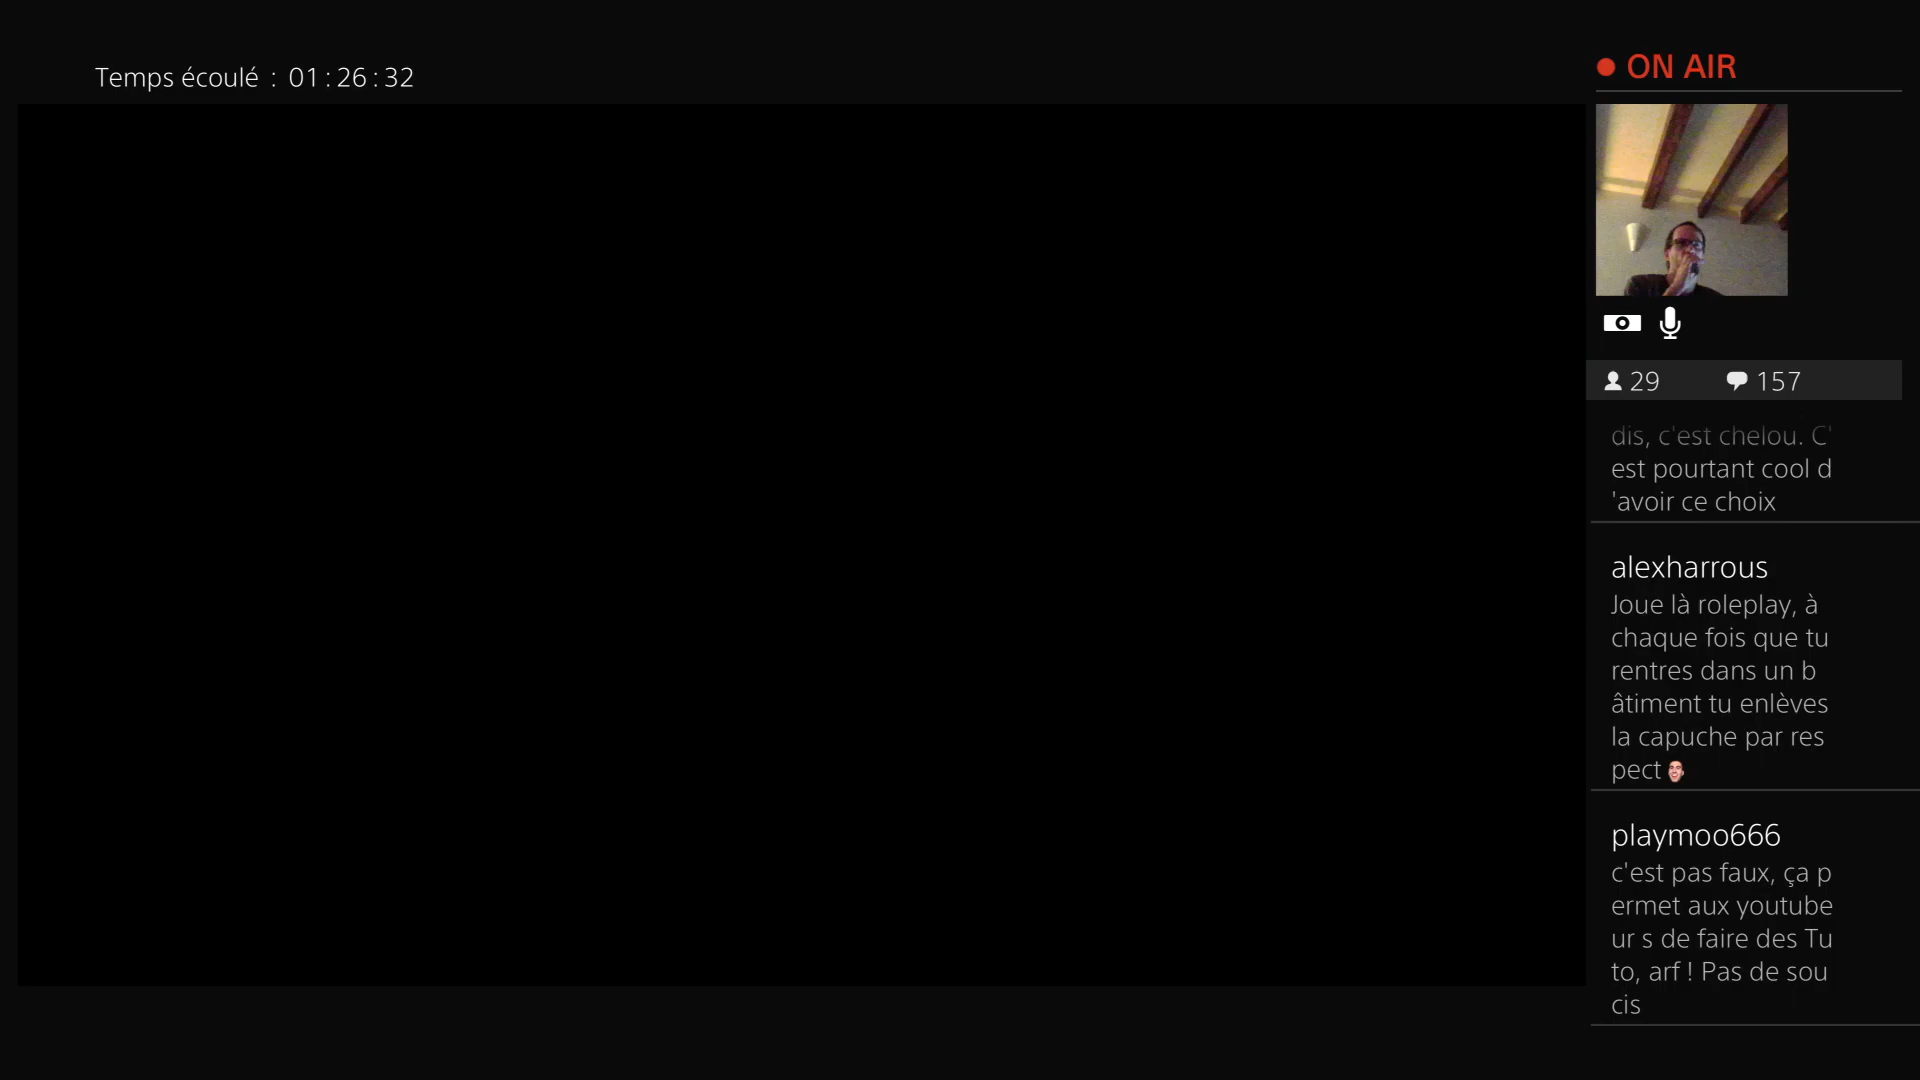 Temps écoulé : 01:26:32
ON AIR
29 157
dis, c'est chelou. C'
est pourtant cool d
'avoir ce choix
alexharrous
Joue là roleplay, à
chaque fois que tu
rentres dans un b
âtiment tu enlèves
la capuche par res
pect
playmoo666
c'est pas faux, ça p
ermet aux youtube
ur s de faire des Tu
to, arf ! Pas de sou
cis